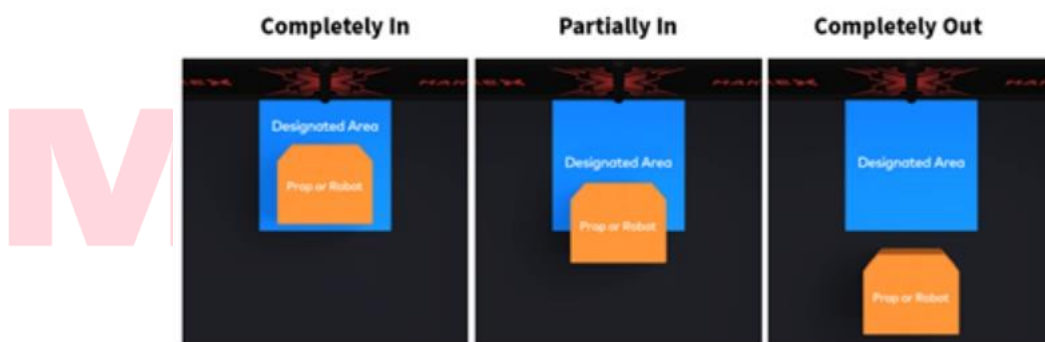 Completely In
Partially In
Completely Out
Designated Area
Prop or Robot
Designated Area
Prop or Robot
Designated Area
Prop or Robot
M